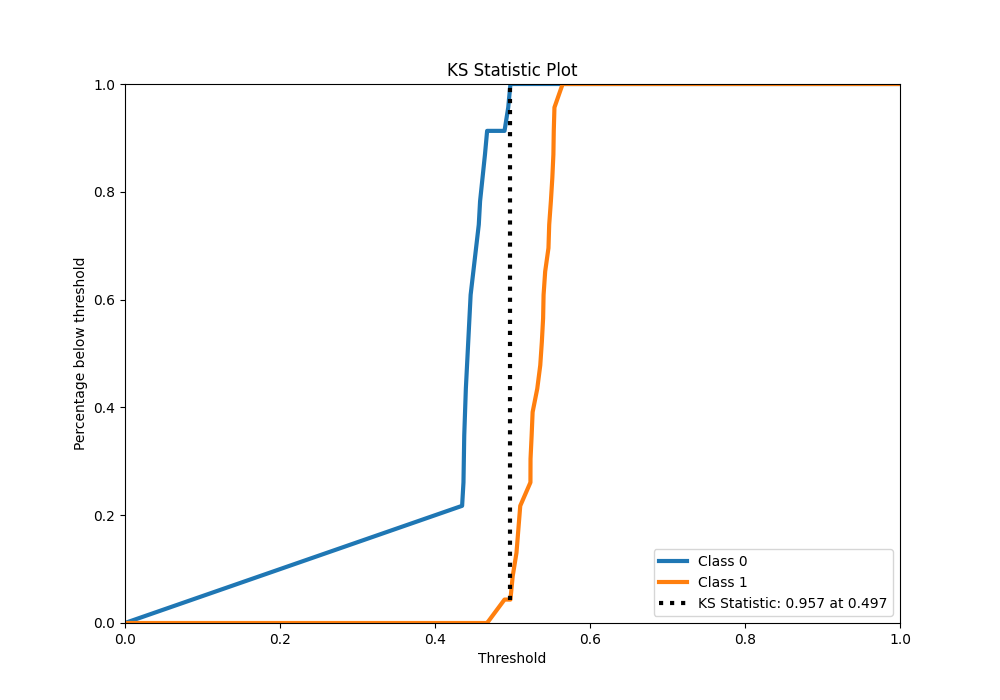 KS Statistic Plot
1.0
0.8
0.6
0.4
0.2
0.0
Percentage below threshold
0.0 0.2 0.4 0.6 0.8 1.0
Threshold
Class 0
Class 1
KS Statistic: 0.957 at 0.497